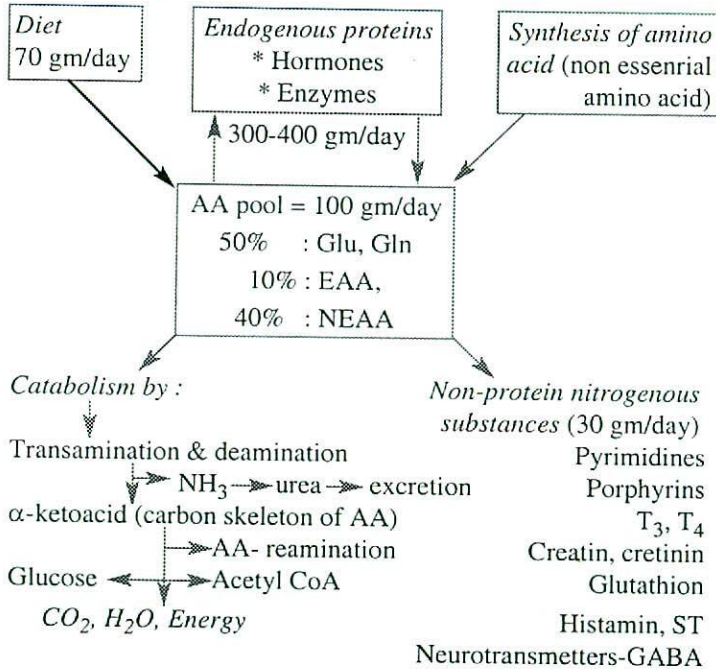 Diet
70 gm/day
Endogenous proteins
* Hormones
* Enzymes
Synthesis of amino
acid (non essenrial
amino acid)
300-400 gm/day
AA pool = 100 gm/day
50% : Glu, Gln
10% : EAA,
40% : NEAA
Catabolism by :
Transamination & deamination
NH3 urea excretion
α-ketoacid (carbon skeleton of AA)
AA- reamination
Glucose Acetyl CoA
CO2, H2O, Energy
Non-protein nitrogenous
substances (30 gm/day)
Pyrimidines
Porphyrins
T3, T4
Creatin, cretinin
Glutathion
Histamin, ST
Neurotransmetters-GABA